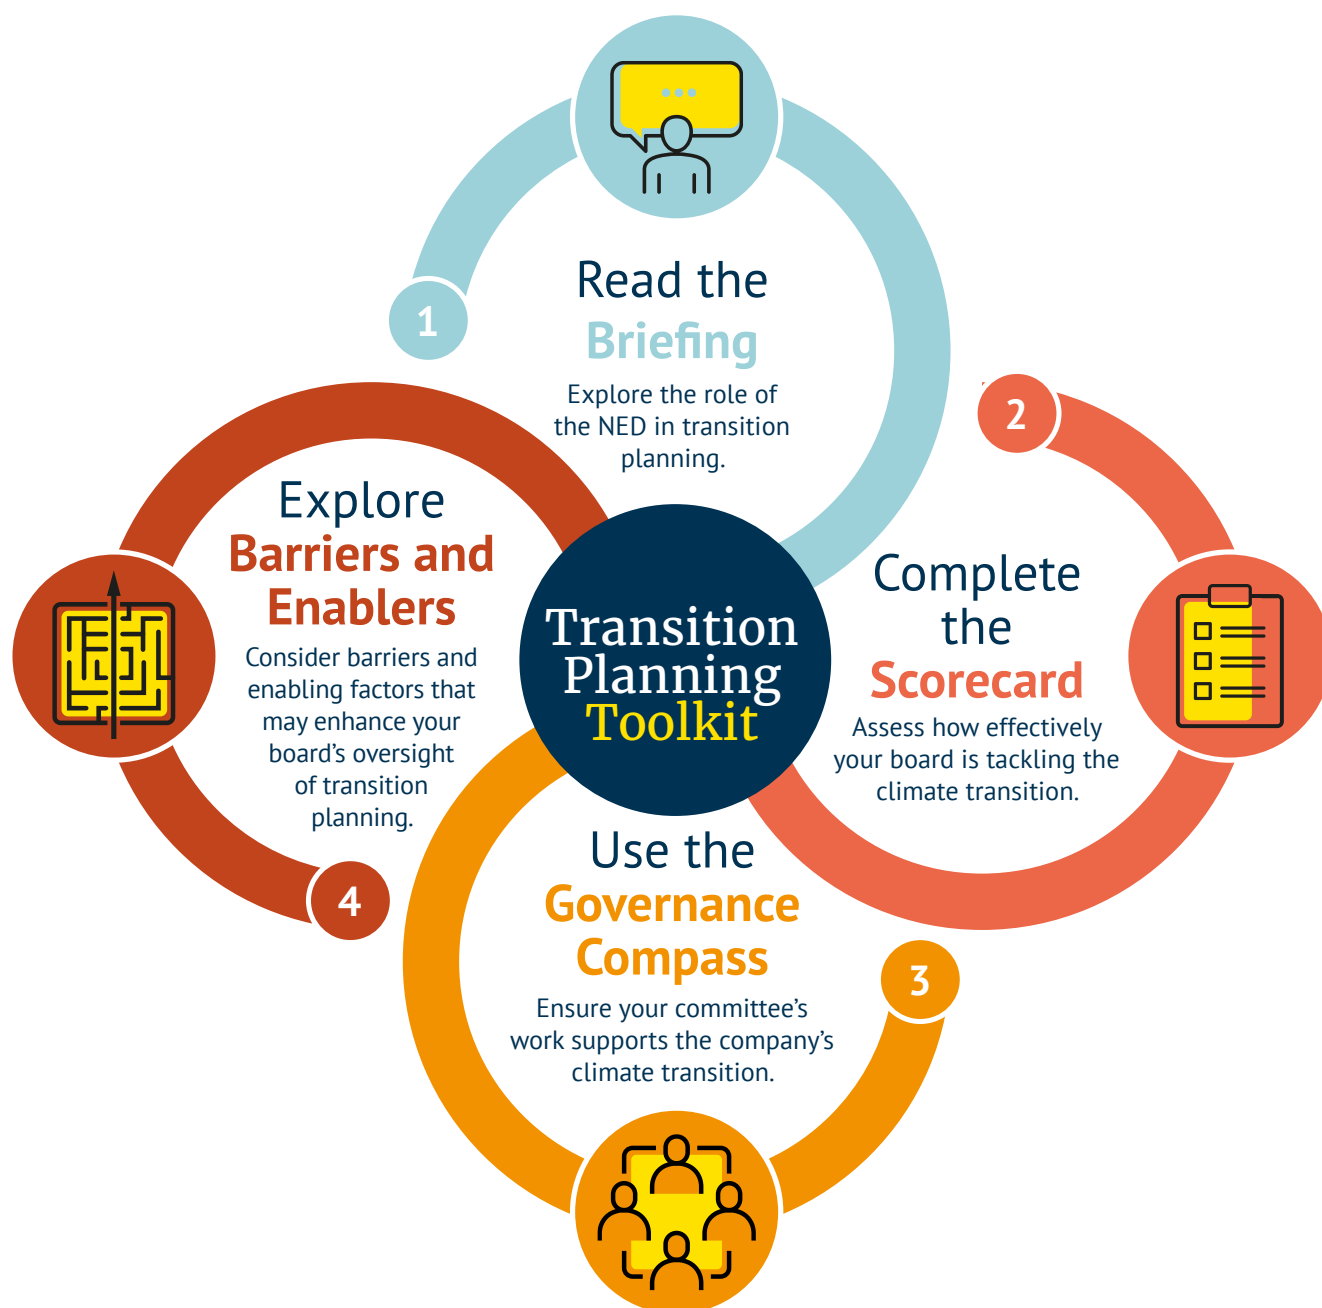 1
Read the
Briefing
Explore the role of
the NED in transition
planning.
2
Complete
the
Scorecard
Assess how effectively
your board is tackling the
climate transition.
3
Use the
Governance
Compass
Ensure your committee’s
work supports the company’s
climate transition.
4
Explore
Barriers and
Enablers
Consider barriers and
enabling factors that
may enhance your
board’s oversight
of transition
planning.
Transition
Planning
Toolkit